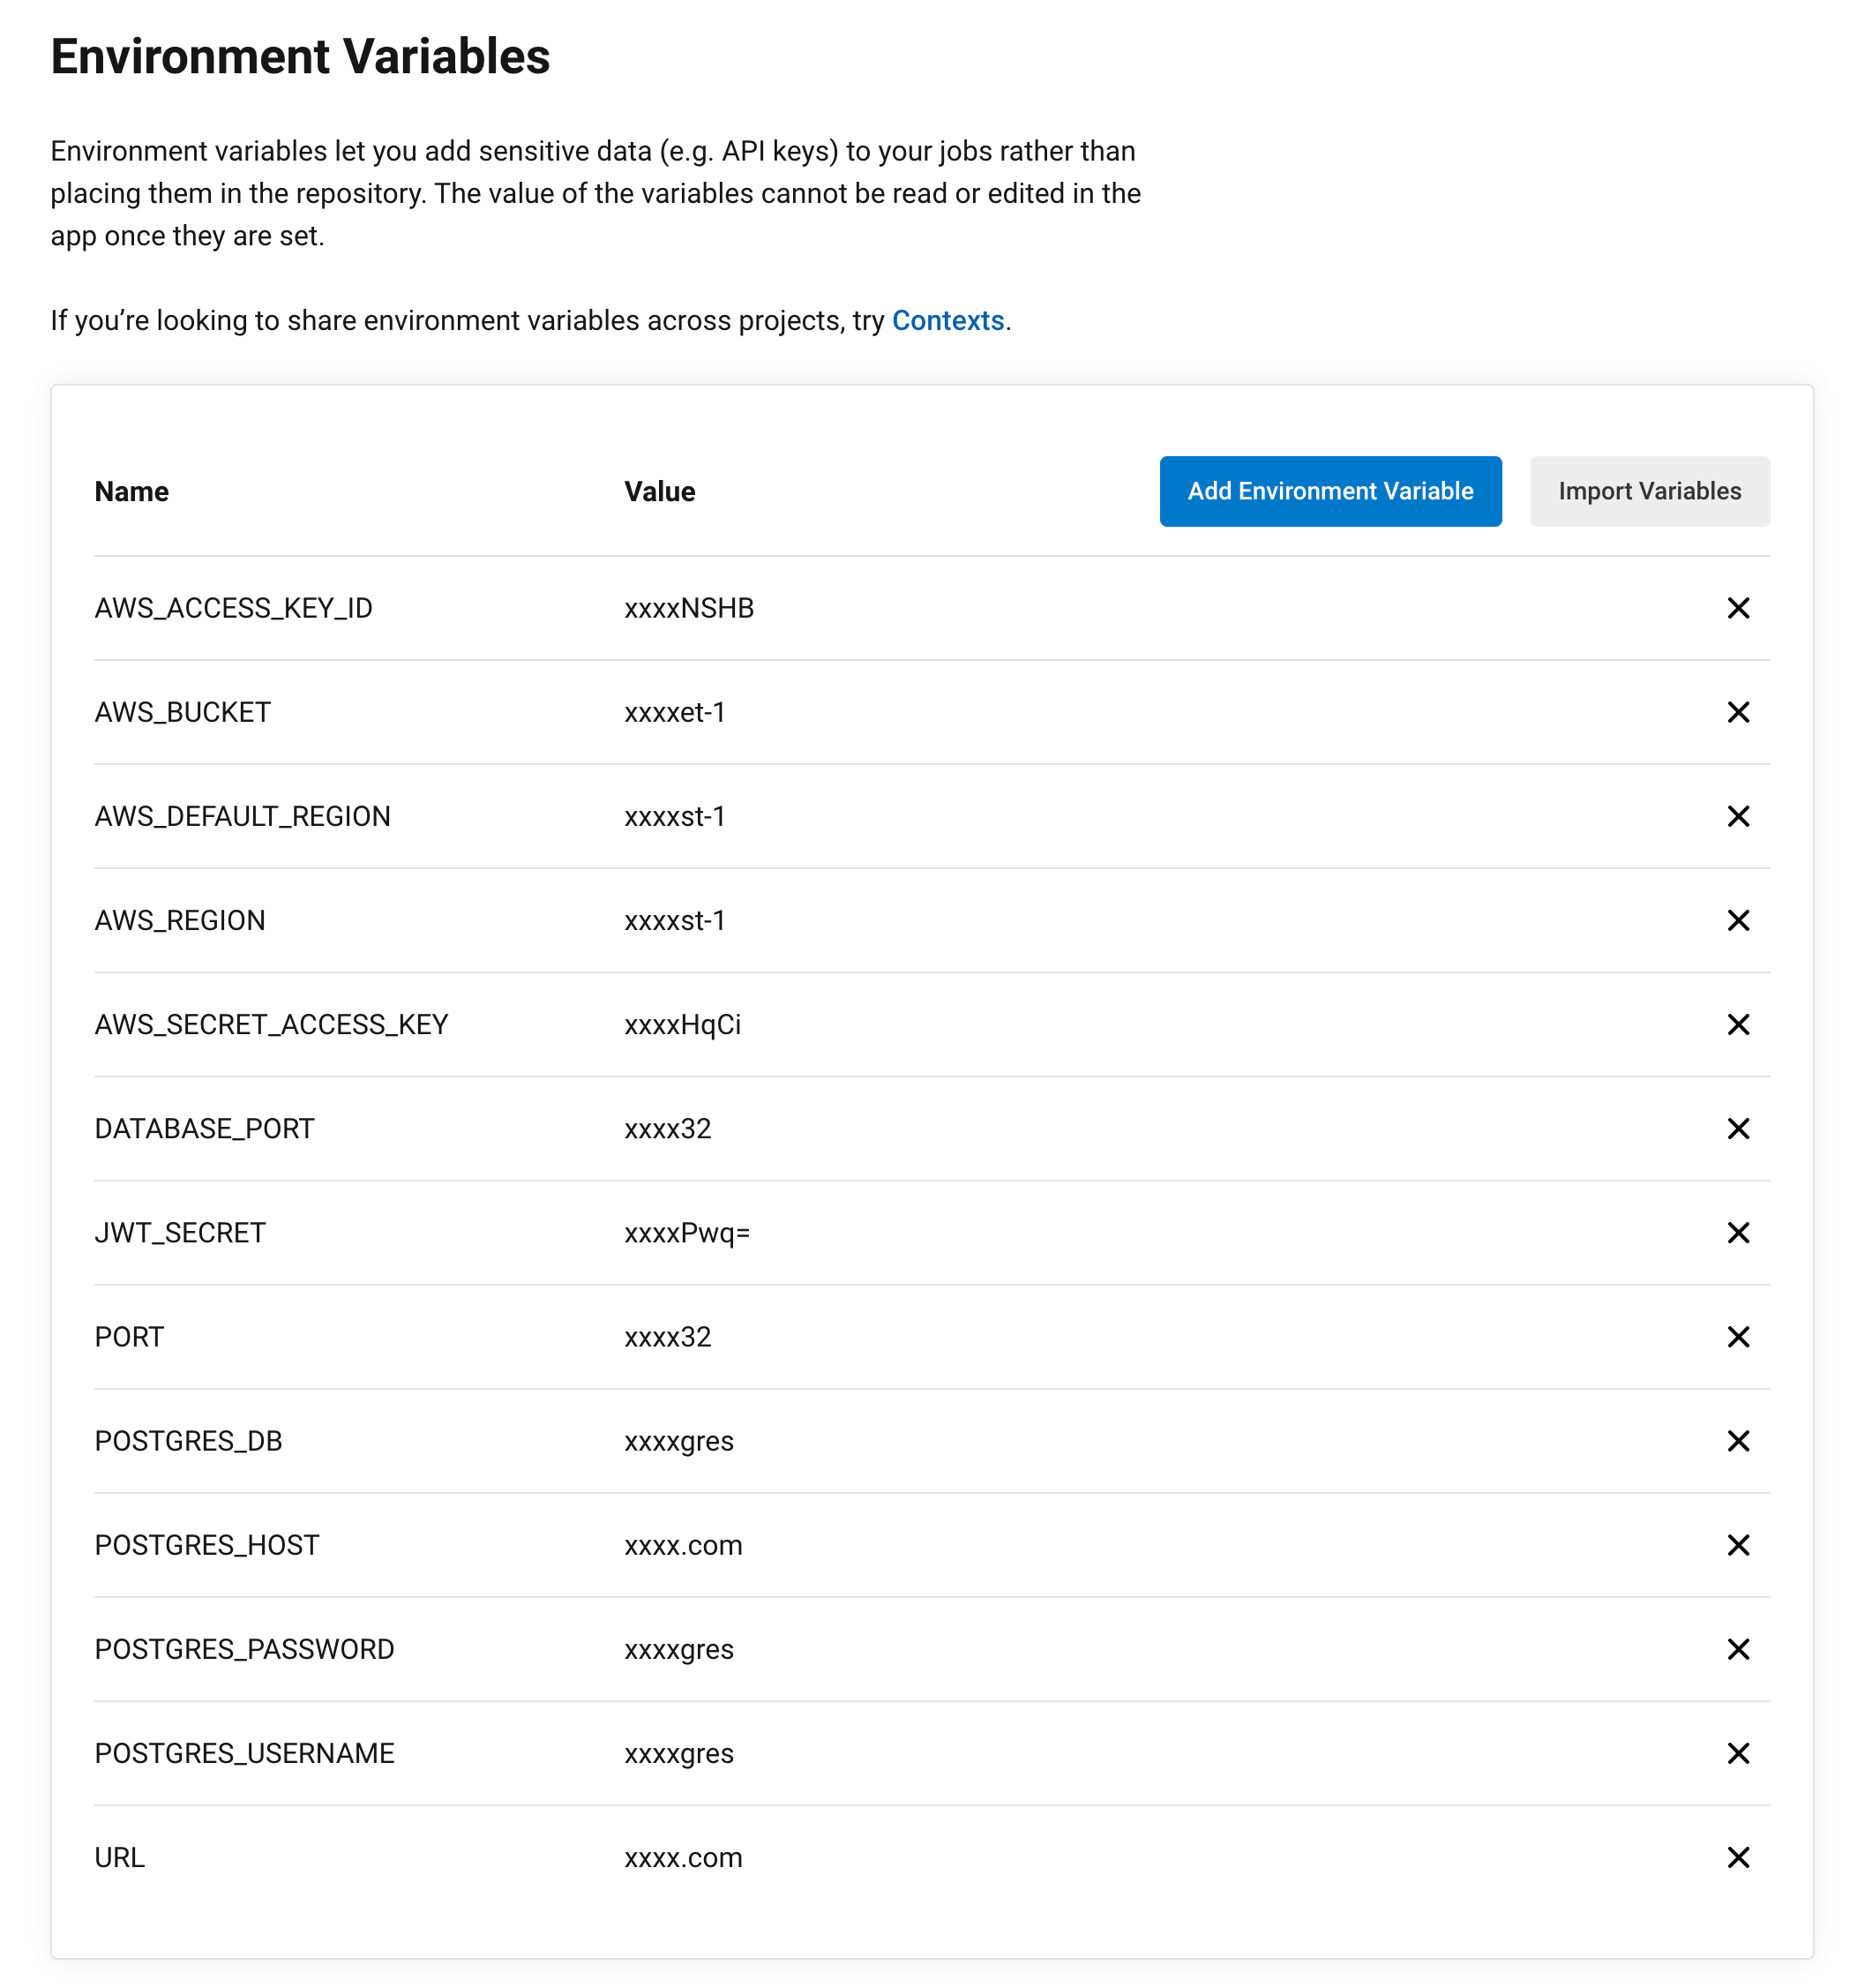 Environment Variables
Environment variables let you add sensitive data (e.g. API keys) to your jobs rather than
placing them in the repository. The value of the variables cannot be read or edited in the
app once they are set.
If you’re looking to share environment variables across projects, try Contexts.
Name Value Add Environment Variable Import Variables
AWS_ACCESS_KEY_ID xxxxNSHB
AWS_BUCKET xxxxet-1
AWS_DEFAULT_REGION xxxxst-1
AWS_REGION xxxxst-1
AWS_SECRET_ACCESS_KEY xxxxHqCi
DATABASE_PORT xxxx32
JWT_SECRET xxxxPwq=
PORT xxxx32
POSTGRES_DB xxxxgres
POSTGRES_HOST xxxx.com
POSTGRES_PASSWORD xxxxgres
POSTGRES_USERNAME xxxxgres
URL xxxx.com